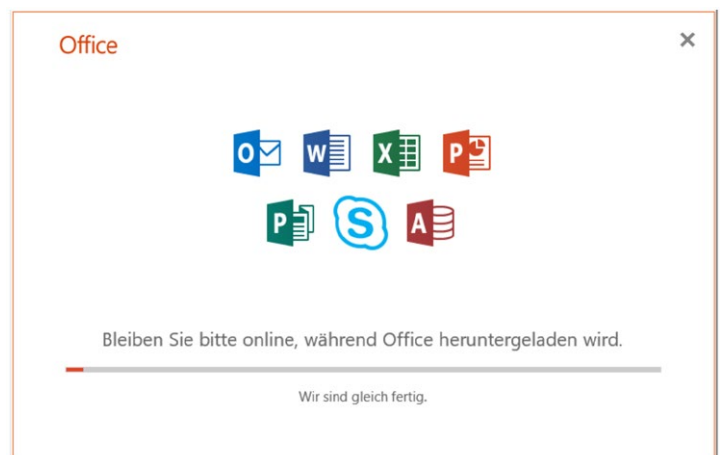 Office
O W X P
P S A
Bleiben Sie bitte online, während Office heruntergeladen wird.
Wir sind gleich fertig.